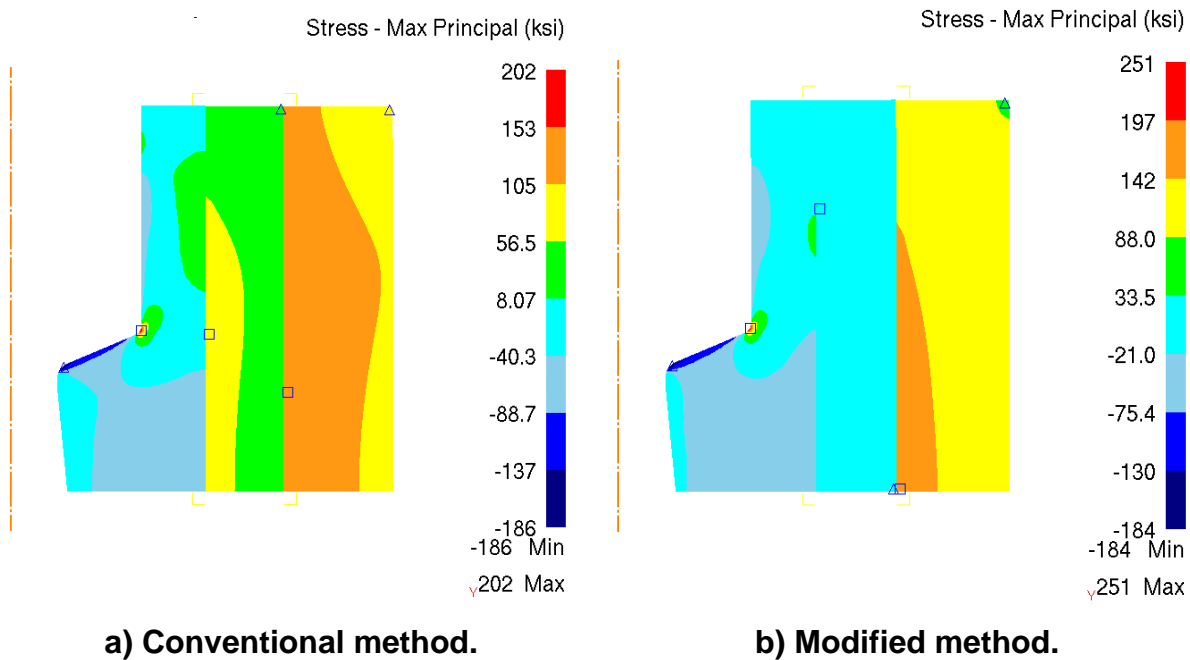 Stress - Max Principal (ksi)
202
153
105
56.5
8.07
-40.3
-88.7
-137
-186
-186 Min
Y 202 Max
a) Conventional method.
Stress - Max Principal (ksi)
251
197
142
88.0
33.5
-21.0
-75.4
-130
-184
-184 Min
Y 251 Max
b) Modified method.